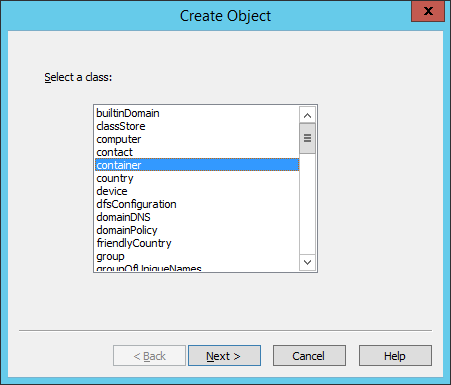 Create Object
x
Select a class:
builtinDomain
classStore
computer
contact
container
country
device
dfsConfiguration
domainDNS
domainPolicy
friendlyCountry
group
groupOfUniqueNames
< Back
Next >
Cancel
Help